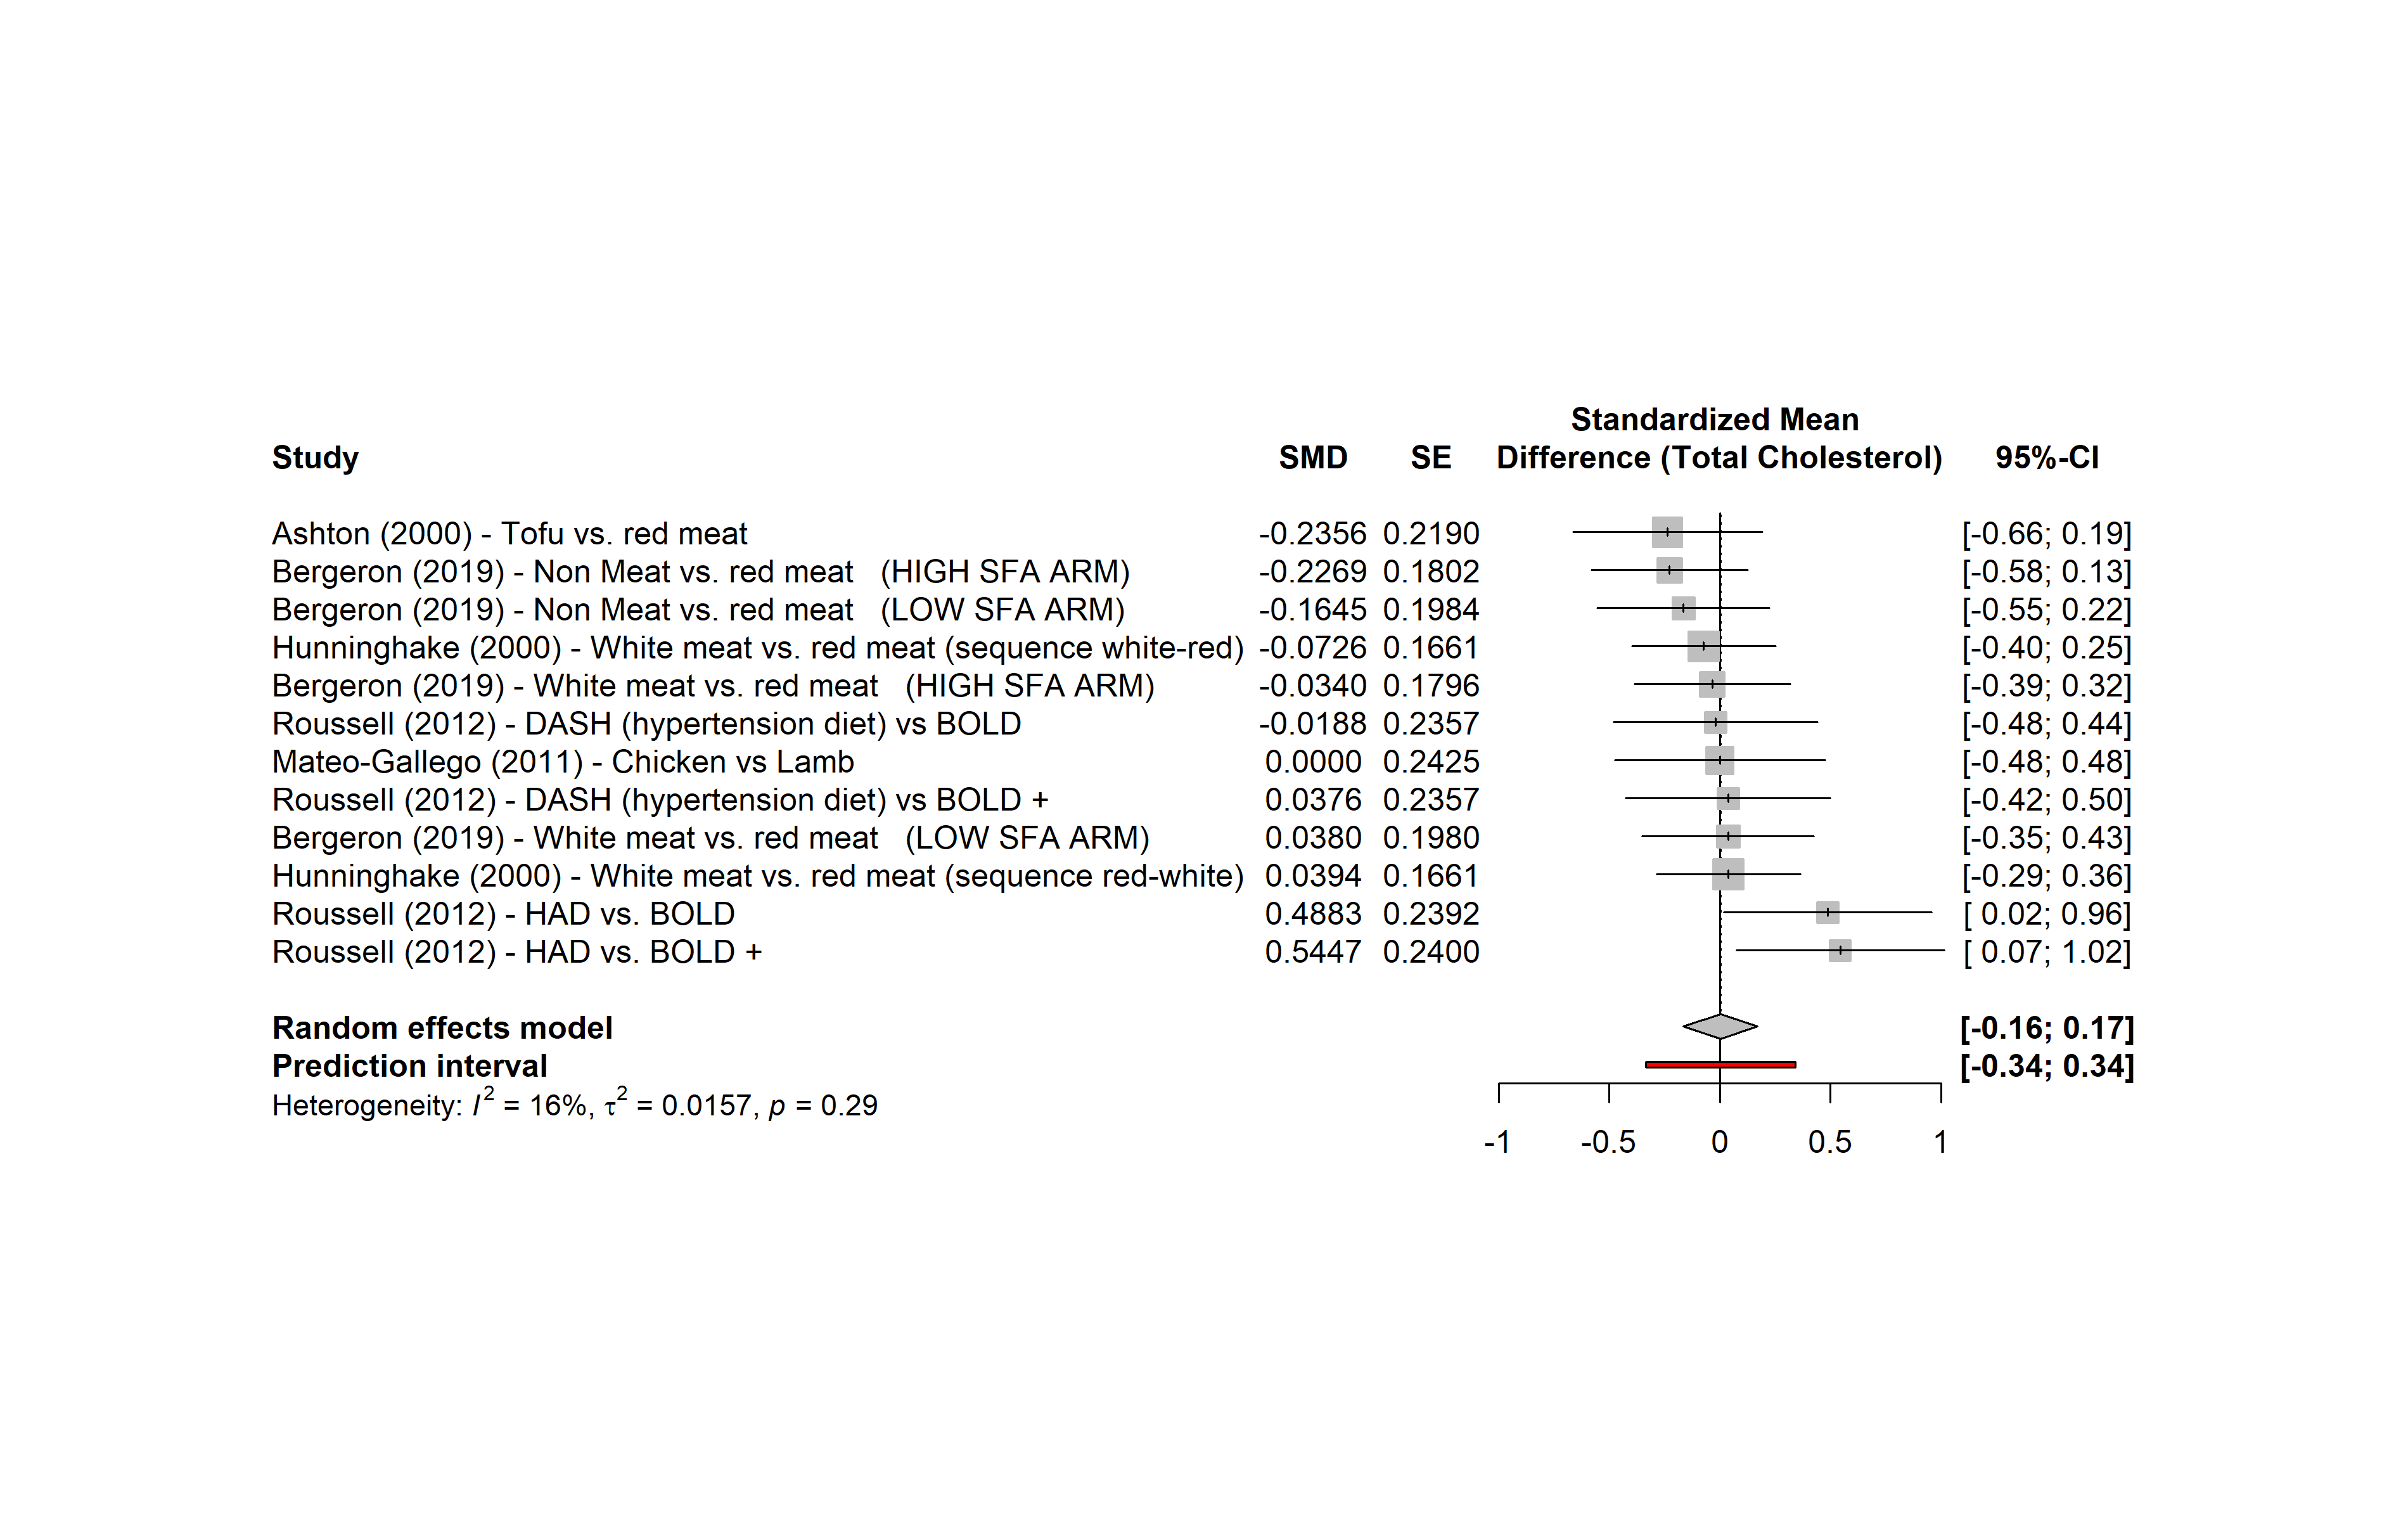 Standardized Mean
Study SMD SE Difference (Total Cholesterol) 95%-CI
Ashton (2000) - Tofu vs. red meat -0.2356 0.2190 [-0.66; 0.19]
Bergeron (2019) - Non Meat vs. red meat (HIGH SFA ARM) -0.2269 0.1802 [-0.58; 0.13]
Bergeron (2019) - Non Meat vs. red meat (LOW SFA ARM) -0.1645 0.1984 [-0.55; 0.22]
Hunninghake (2000) - White meat vs. red meat (sequence white-red) -0.0726 0.1661 [-0.40; 0.25]
Bergeron (2019) - White meat vs. red meat (HIGH SFA ARM) -0.0340 0.1796 [-0.39; 0.32]
Roussell (2012) - DASH (hypertension diet) vs BOLD -0.0188 0.2357 [-0.48; 0.44]
Mateo-Gallego (2011) - Chicken vs Lamb 0.0000 0.2425 [-0.48; 0.48]
Roussell (2012) - DASH (hypertension diet) vs BOLD + 0.0376 0.2357 [-0.42; 0.50]
Bergeron (2019) - White meat vs. red meat (LOW SFA ARM) 0.0380 0.1980 [-0.35; 0.43]
Hunninghake (2000) - White meat vs. red meat (sequence red-white) 0.0394 0.1661 [-0.29; 0.36]
Roussell (2012) - HAD vs. BOLD 0.4883 0.2392 [ 0.02; 0.96]
Roussell (2012) - HAD vs. BOLD + 0.5447 0.2400 [ 0.07; 1.02]
Random effects model [-0.16; 0.17]
Prediction interval [-0.34; 0.34]
Heterogeneity: I² = 16%, τ² = 0.0157, p = 0.29
-1 -0.5 0 0.5 1